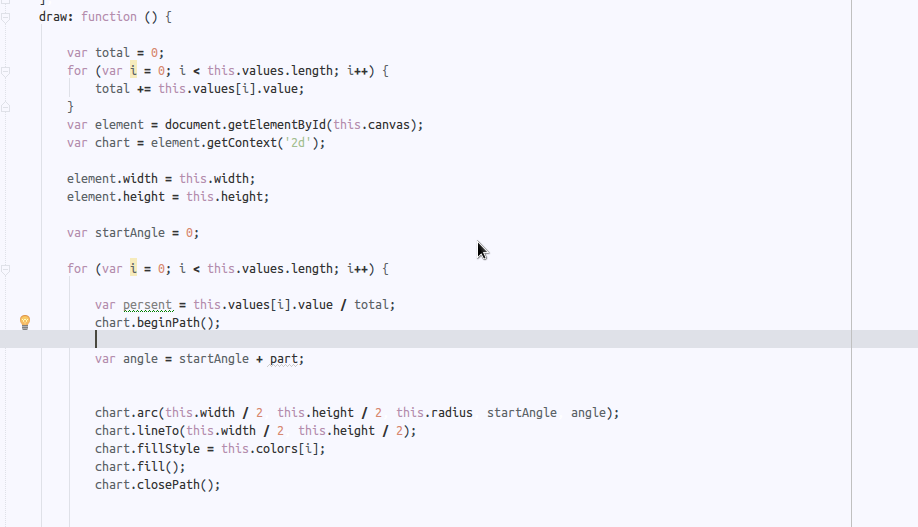 }
draw: function () {
var total = 0;
for (var i = 0; i < this.values.length; i++) {
total += this.values[i].value;
}
var element = document.getElementById(this.canvas);
var chart = element.getContext('2d');
element.width = this.width;
element.height = this.height;
var startAngle = 0;
for (var i = 0; i < this.values.length; i++) {
var persent = this.values[i].value / total;
chart.beginPath();
var angle = startAngle + part;
chart.arc(this.width / 2  this.height / 2  this.radius  startAngle  angle);
chart.lineTo(this.width / 2  this.height / 2);
chart.fillStyle = this.colors[i];
chart.fill();
chart.closePath();